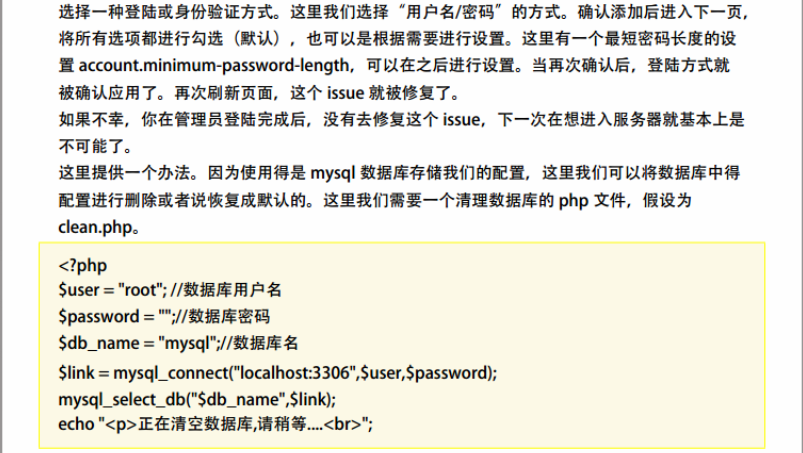 选择一种登陆或身份验证方式。这里我们选择“用户名/密码”的方式。确认添加后进入下一页,
将所有选项都进行勾选（默认），也可以是根据需要进行设置。这里有一个最短密码长度的设
置 account.minimum-password-length，可以在之后进行设置。当再次确认后，登陆方式就
被确认应用了。再次刷新页面，这个 issue 就被修复了。
如果不幸，你在管理员登陆完成后，没有去修复这个 issue，下一次在想进入服务器就基本上是
不可能了。
这里提供一个办法。因为使用得是 mysql 数据库存储我们的配置，这里我们可以将数据库中得
配置进行删除或者说恢复成默认的。这里我们需要一个清理数据库的 php 文件，假设为
clean.php。
<?php
$user = "root"; //数据库用户名
$password = "";//数据库密码
$db_name = "mysql";//数据库名
$link = mysql_connect("localhost:3306",$user,$password);
mysql_select_db("$db_name",$link);
echo "<p>正在清空数据库,请稍等....<br>";